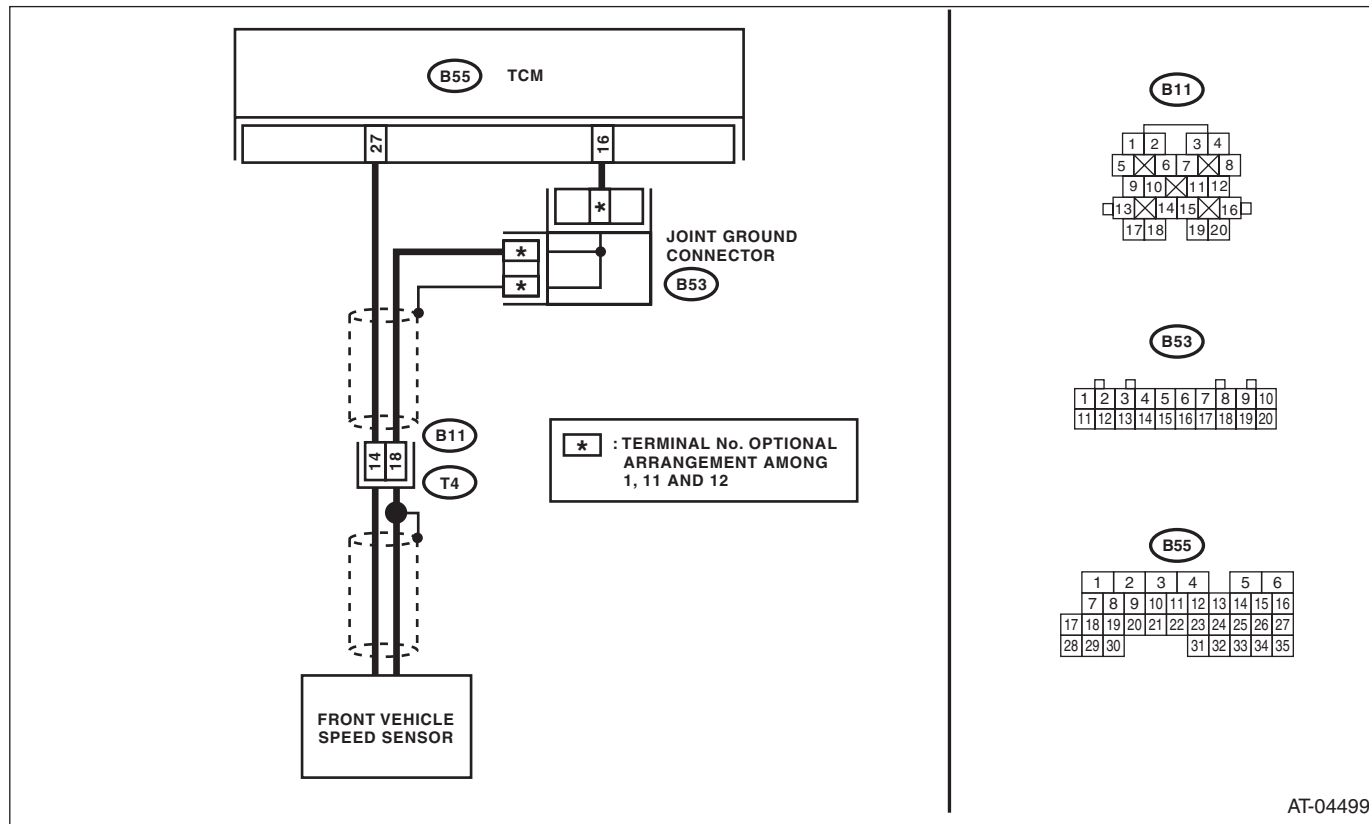 B55 TCM
27 16
*
JOINT GROUND
CONNECTOR
B53
*
*
B11
14 18
T4
* : TERMINAL No. OPTIONAL
ARRANGEMENT AMONG
1, 11 AND 12
FRONT VEHICLE
SPEED SENSOR
B11
1 2 3 4
5 6 7 8
9 10 11 12
13 14 15 16
17 18 19 20
B53
1 2 3 4 5 6 7 8 9 10
11 12 13 14 15 16 17 18 19 20
B55
1 2 3 4 5 6
7 8 9 10 11 12 13 14 15 16
17 18 19 20 21 22 23 24 25 26 27
28 29 30 31 32 33 34 35
AT-04499